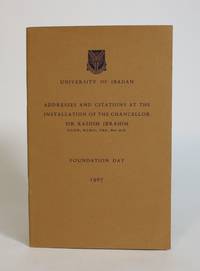 UNIVERSITY OF IBADAN
ADDRESSES AND CITATIONS AT THE
INSTALLATION OF THE CHANCELLOR
SIR KASHIM IBRAHIM
FOUNDATION DAY
1967